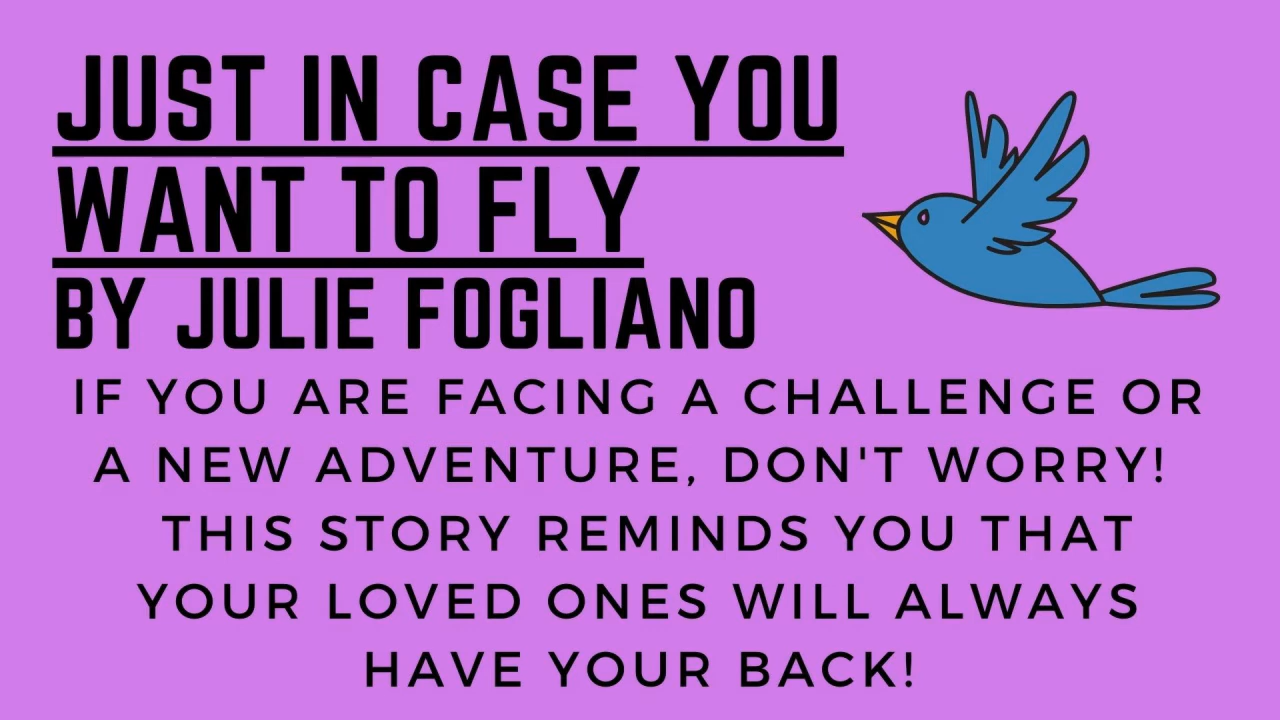 JUST IN CASE YOU
WANT TO FLY
BY JULIE FOGLIANO
IF YOU ARE FACING A CHALLENGE OR
A NEW ADVENTURE, DON'T WORRY!
THIS STORY REMINDS YOU THAT
YOUR LOVED ONES WILL ALWAYS
HAVE YOUR BACK!